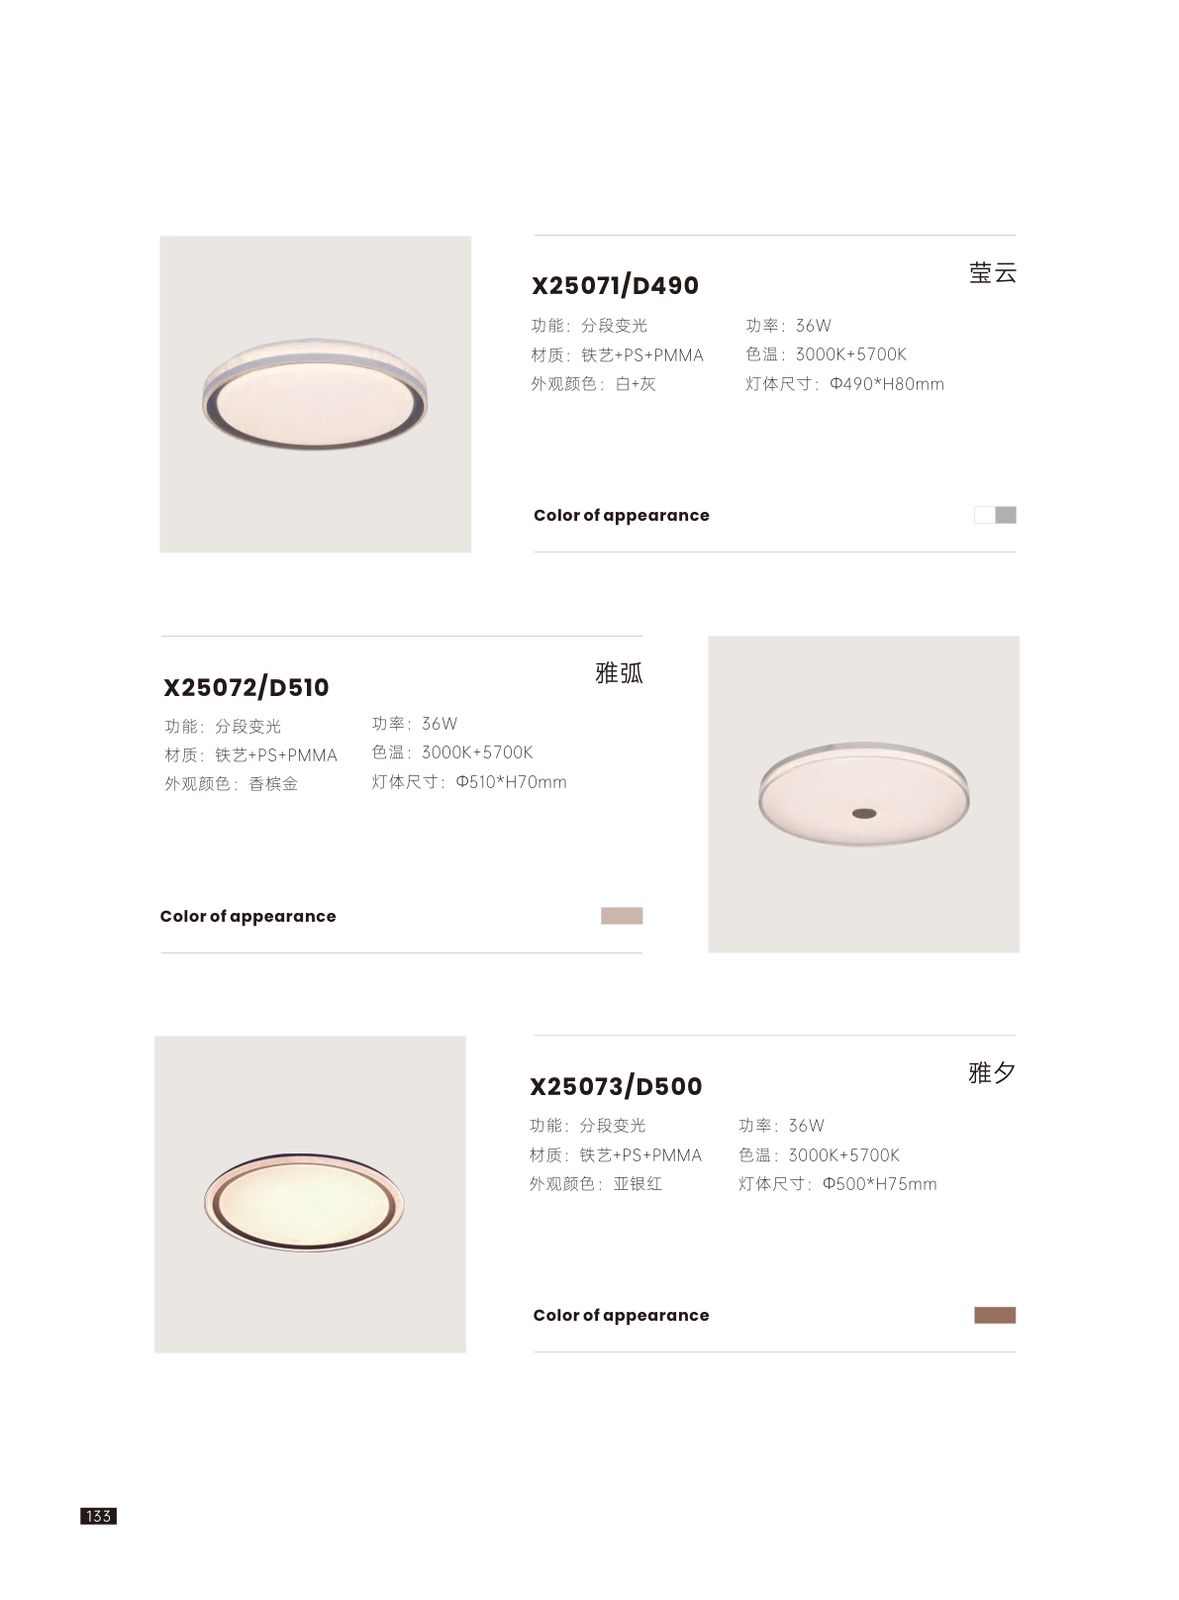 莹云
X25071/D490
功能：分段变光 功率：36W
材质：铁艺+PS+PMMA 色温：3000K+5700K
外观颜色：白+灰 灯体尺寸：Φ490*H80mm
Color of appearance
雅弧
X25072/D510
功能：分段变光 功率：36W
材质：铁艺+PS+PMMA 色温：3000K+5700K
外观颜色：香槟金 灯体尺寸：Φ510*H70mm
Color of appearance
雅夕
X25073/D500
功能：分段变光 功率：36W
材质：铁艺+PS+PMMA 色温：3000K+5700K
外观颜色：亚银红 灯体尺寸：Φ500*H75mm
Color of appearance
133